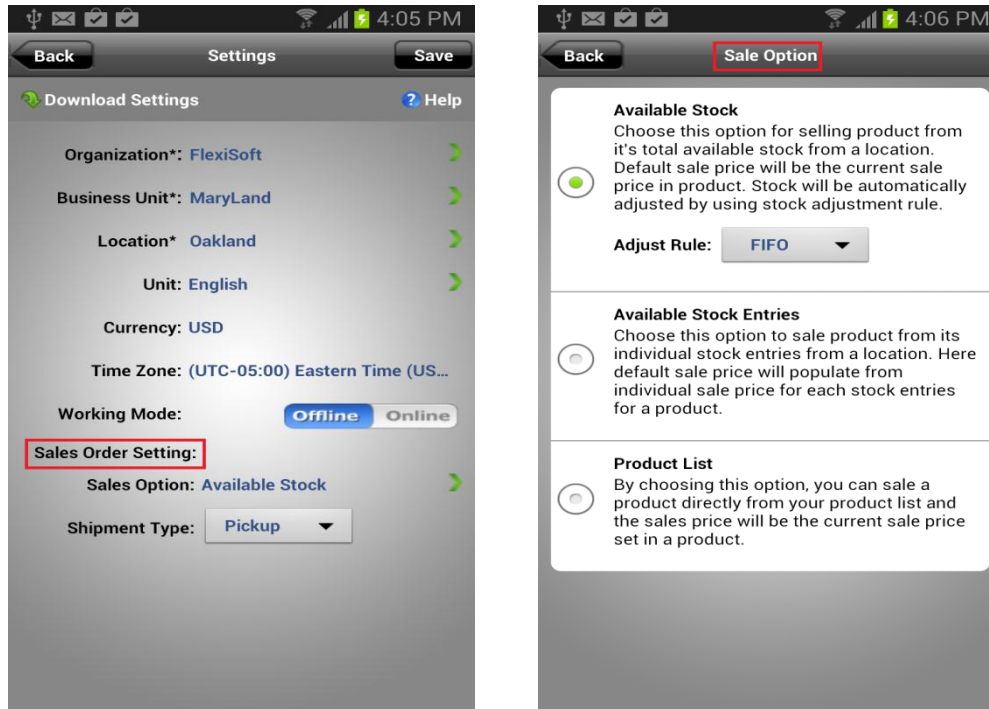 4:05 PM
Back Settings Save
Download Settings ? Help
Organization*: FlexiSoft
Business Unit*: MaryLand
Location* Oakland
Unit: English
Currency: USD
Time Zone: (UTC-05:00) Eastern Time (US...
Working Mode: Offline Online
Sales Order Setting:
Sales Option: Available Stock
Shipment Type: Pickup
4:06 PM
Back Sale Option
Available Stock
Choose this option for selling product from
it's total available stock from a location.
Default sale price will be the current sale
price in product. Stock will be automatically
adjusted by using stock adjustment rule.
Adjust Rule: FIFO
Available Stock Entries
Choose this option to sale product from its
individual stock entries from a location. Here
default sale price will populate from
individual sale price for each stock entries
for a product.
Product List
By choosing this option, you can sale a
product directly from your product list and
the sales price will be the current sale price
set in a product.